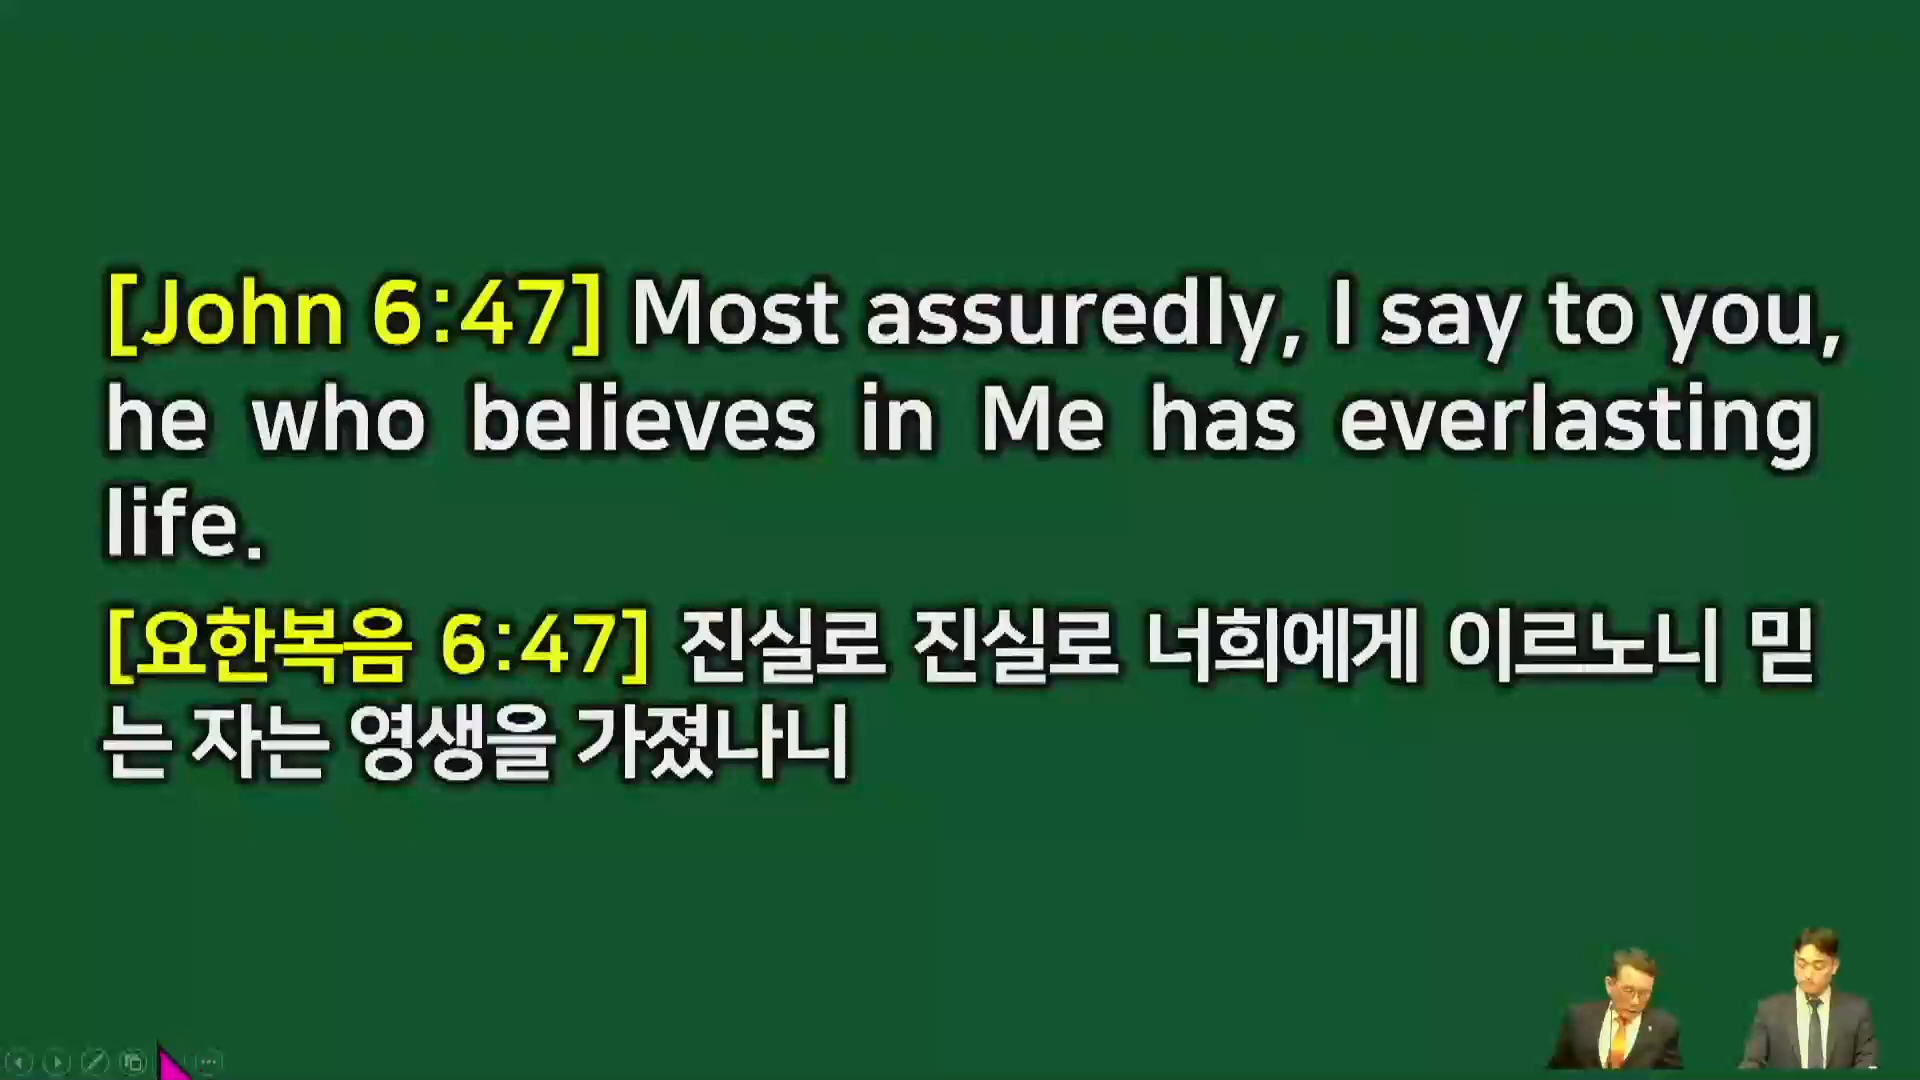 [John 6:47] Most assuredly, I say to you,
he who believes in Me has everlasting
life.
[요한복음 6:47] 진실로 진실로 너희에게 이르노니 믿
는 자는 영생을 가졌나니